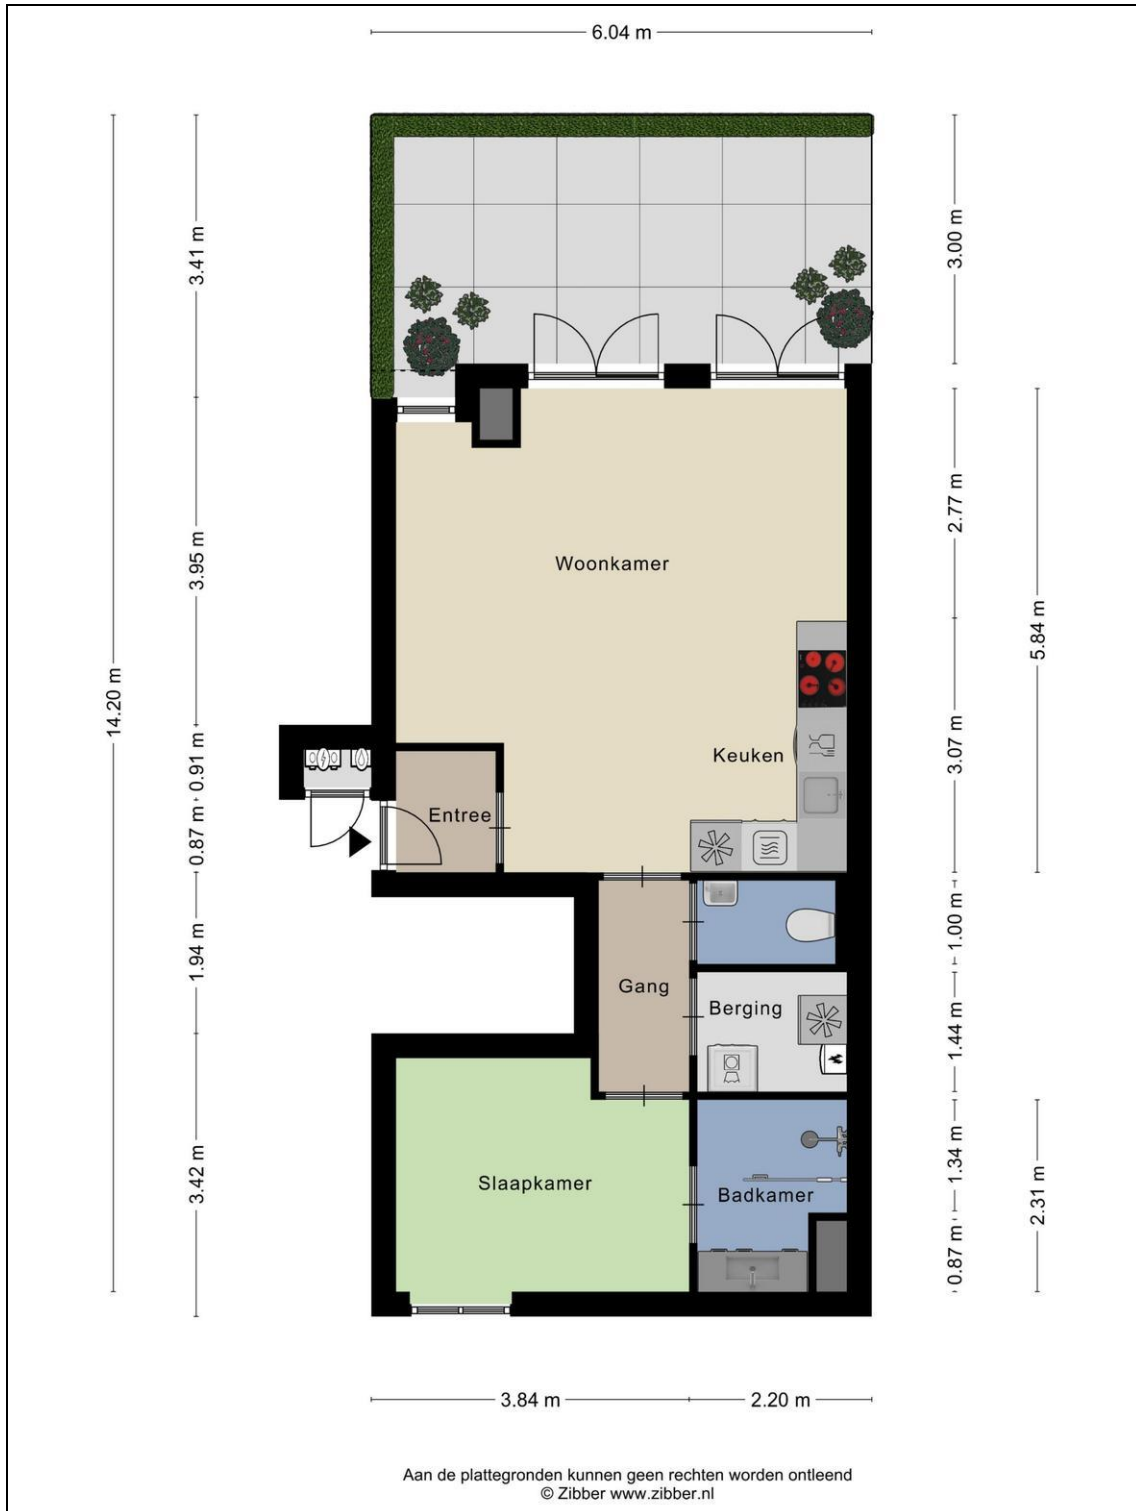 6.04 m
14.20 m
3.41 m
3.95 m
0.91 m
0.87 m
1.94 m
3.42 m
3.00 m
2.77 m
3.07 m
1.00 m
1.44 m
1.34 m
0.87 m
5.84 m
2.31 m
Woonkamer
Keuken
Entree
Gang
Berging
Slaapkamer
Badkamer
3.84 m
2.20 m
Aan de plattegronden kunnen geen rechten worden ontleend
© Zibber www.zibber.nl